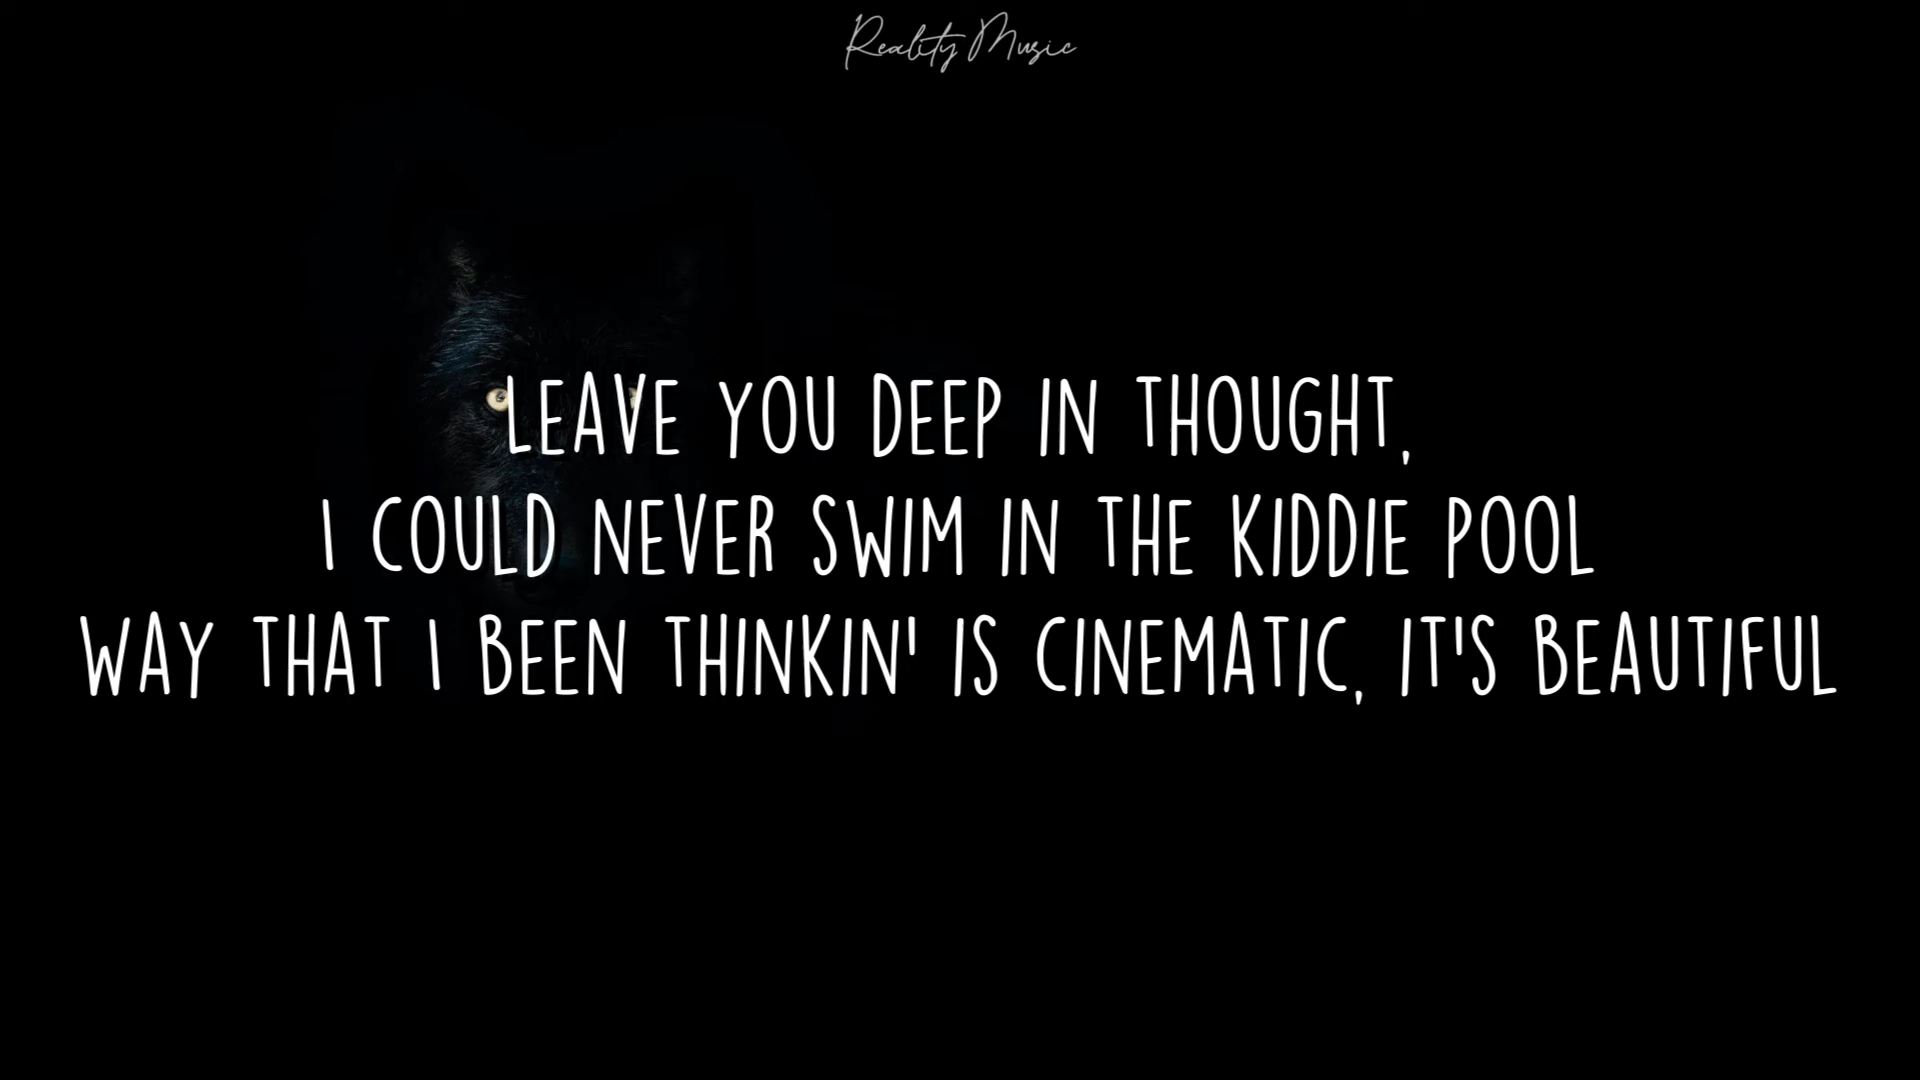 Reality Music
LEAVE YOU DEEP IN THOUGHT,
I COULD NEVER SWIM IN THE KIDDIE POOL
WAY THAT I BEEN THINKIN' IS CINEMATIC, IT'S BEAUTIFUL